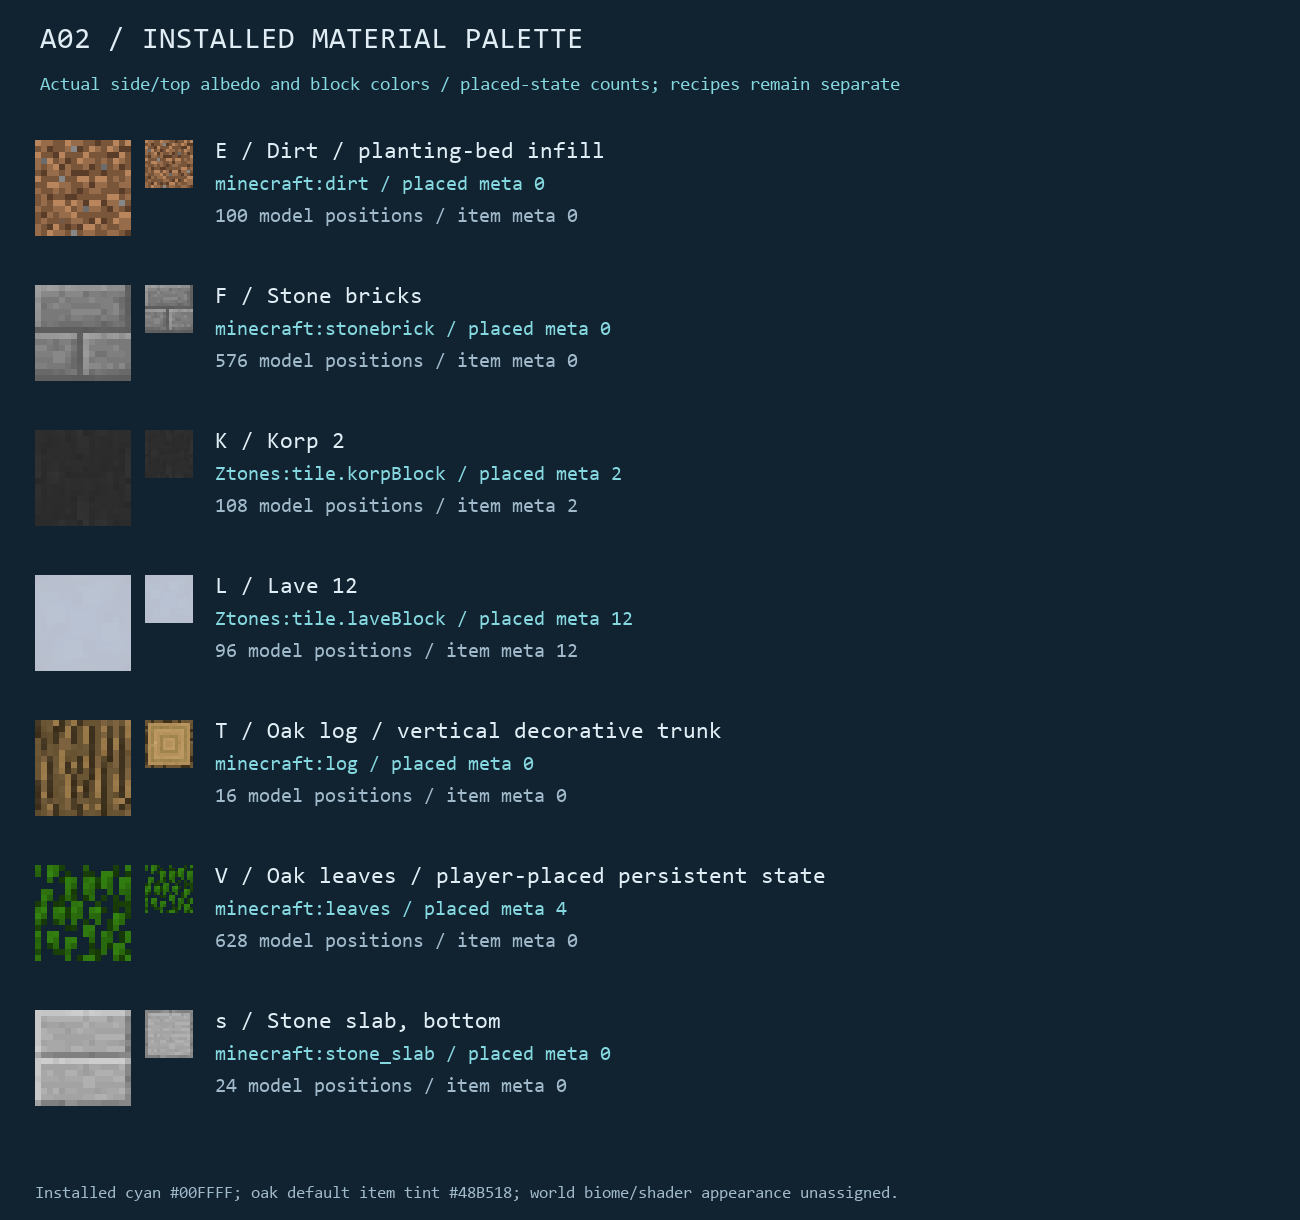 A02 / INSTALLED MATERIAL PALETTE
Actual side/top albedo and block colors / placed-state counts; recipes remain separate
E / Dirt / planting-bed infill
minecraft:dirt / placed meta 0
100 model positions / item meta 0
F / Stone bricks
minecraft:stonebrick / placed meta 0
576 model positions / item meta 0
K / Korp 2
Ztones:tile.korpBlock / placed meta 2
108 model positions / item meta 2
L / Lave 12
Ztones:tile.laveBlock / placed meta 12
96 model positions / item meta 12
T / Oak log / vertical decorative trunk
minecraft:log / placed meta 0
16 model positions / item meta 0
V / Oak leaves / player-placed persistent state
minecraft:leaves / placed meta 4
628 model positions / item meta 0
s / Stone slab, bottom
minecraft:stone_slab / placed meta 0
24 model positions / item meta 0
Installed cyan #00FFFF; oak default item tint #48B518; world biome/shader appearance unassigned.